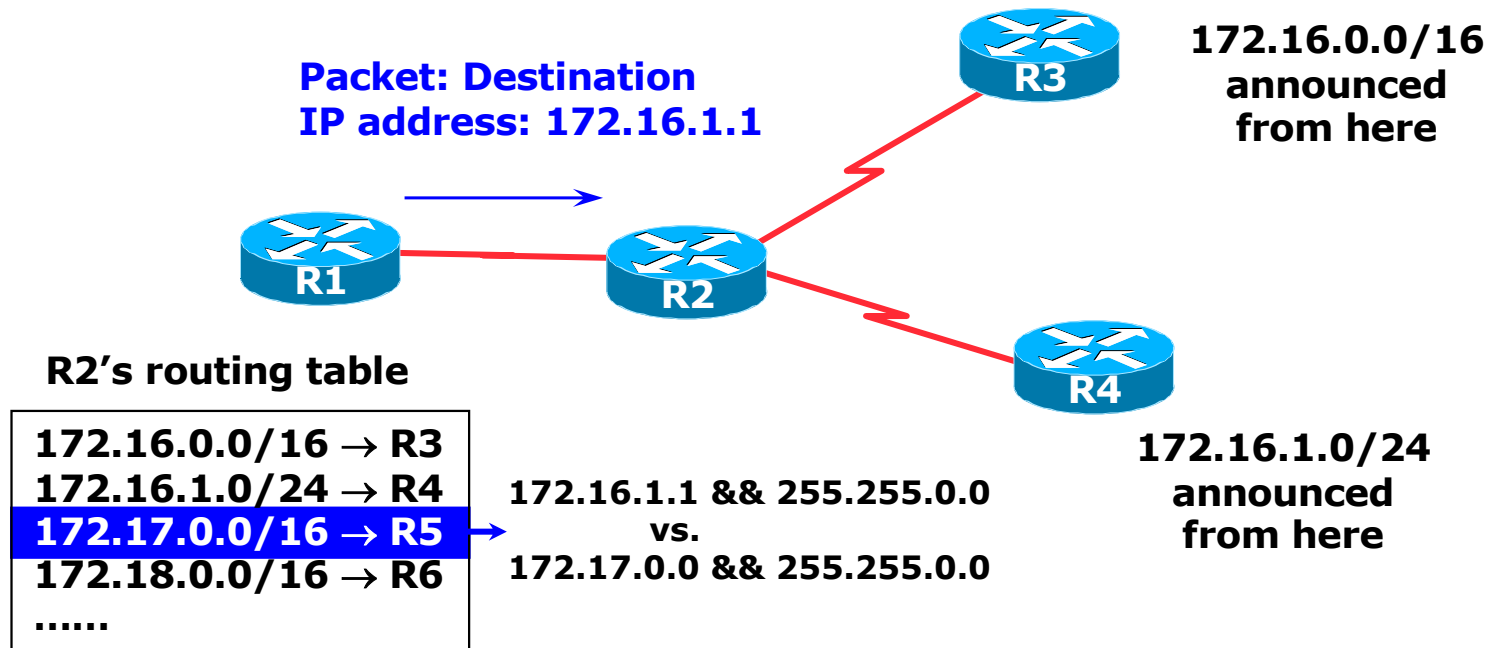 Packet: Destination
IP address: 172.16.1.1
R3
172.16.0.0/16
announced
from here
R1
R2
R4
172.16.1.0/24
announced
from here
R2’s routing table
172.16.0.0/16 → R3
172.16.1.0/24 → R4
172.17.0.0/16 → R5
172.18.0.0/16 → R6
......
172.16.1.1 && 255.255.0.0
vs.
172.17.0.0 && 255.255.0.0